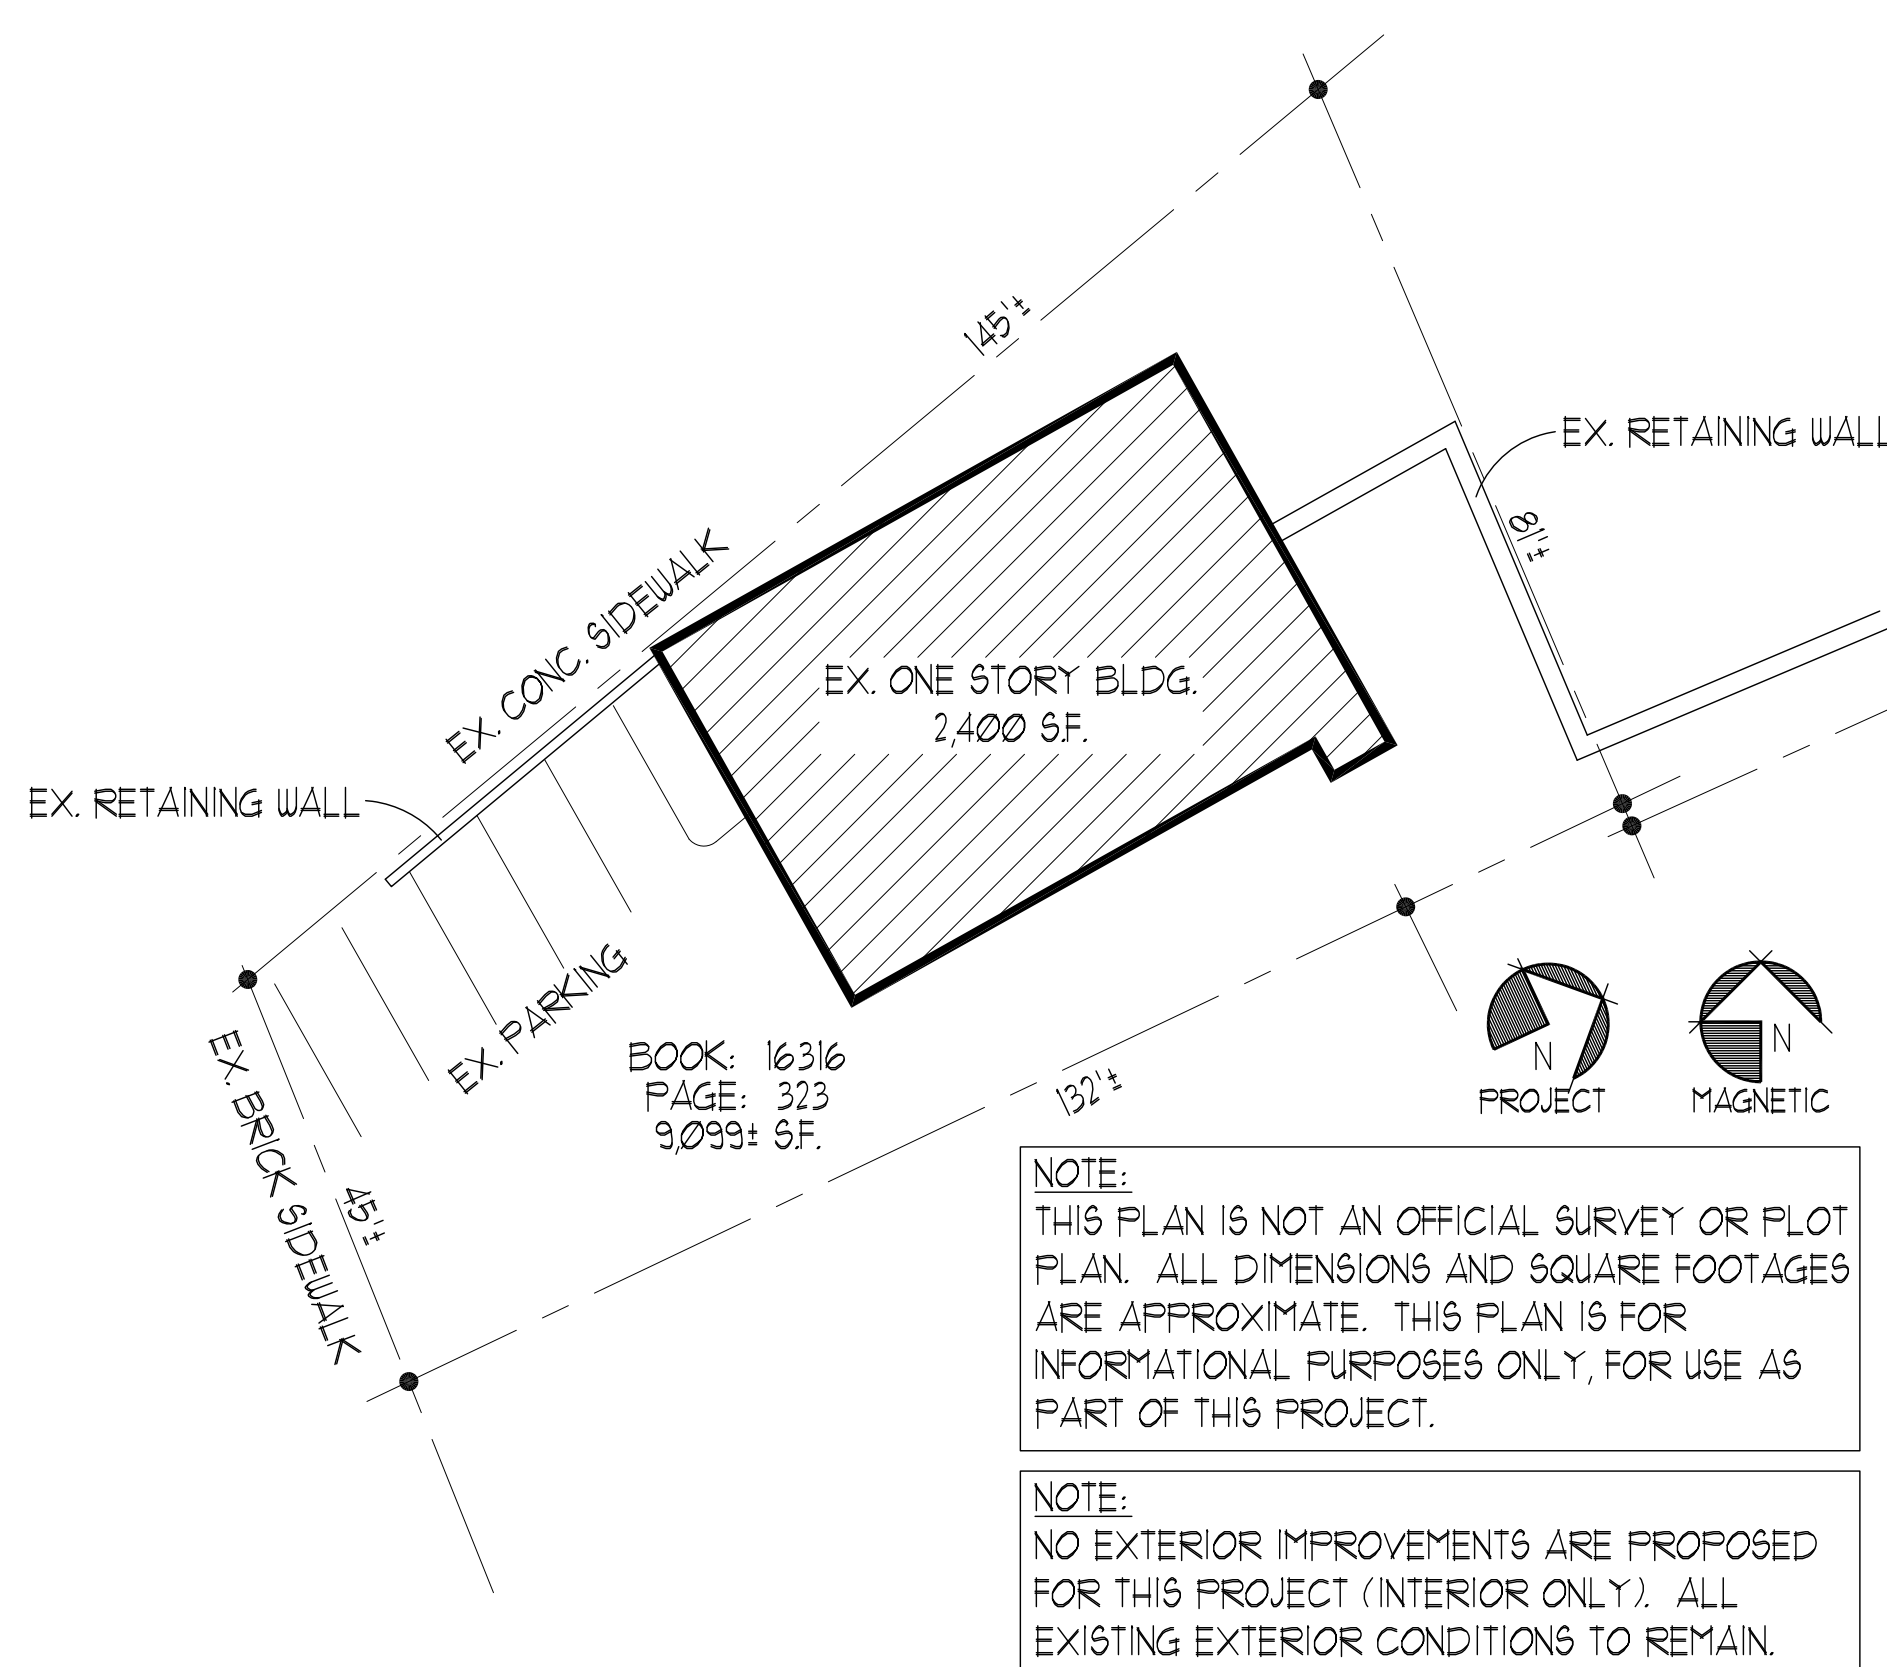 145'±
EX. RETAINING WALL
81'±
EX. CONC. SIDEWALK
EX. ONE STORY BLDG.
2,400 S.F.
EX. RETAINING WALL
EX. PARKING
EX. BRICK SIDEWALK
45'±
BOOK: 16316
PAGE: 323
9,099± S.F.
132'±
N
PROJECT
N
MAGNETIC
NOTE:
THIS PLAN IS NOT AN OFFICIAL SURVEY OR PLOT
PLAN. ALL DIMENSIONS AND SQUARE FOOTAGES
ARE APPROXIMATE. THIS PLAN IS FOR
INFORMATIONAL PURPOSES ONLY, FOR USE AS
PART OF THIS PROJECT.
NOTE:
NO EXTERIOR IMPROVEMENTS ARE PROPOSED
FOR THIS PROJECT (INTERIOR ONLY). ALL
EXISTING EXTERIOR CONDITIONS TO REMAIN.